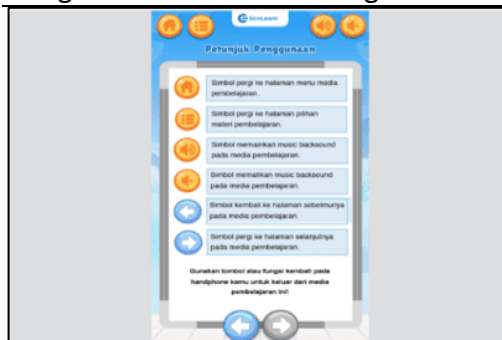 Petunjuk Penggunaan
Simbol pergi ke halaman menu media
pembelajaran.
Simbol pergi ke halaman pilihan
materi pembelajaran.
Simbol memainkan music backsound
pada media pembelajaran.
Simbol mematikan music backsound
pada media pembelajaran.
Simbol kembali ke halaman sebelmunya
pada media pembelajaran.
Simbol pergi ke halaman selanjutnya
pada media pembelajaran.
Gunakan tombol atau fungsi kembali pada
handphone kamu untuk keluar dari media
pembelajaran ini!